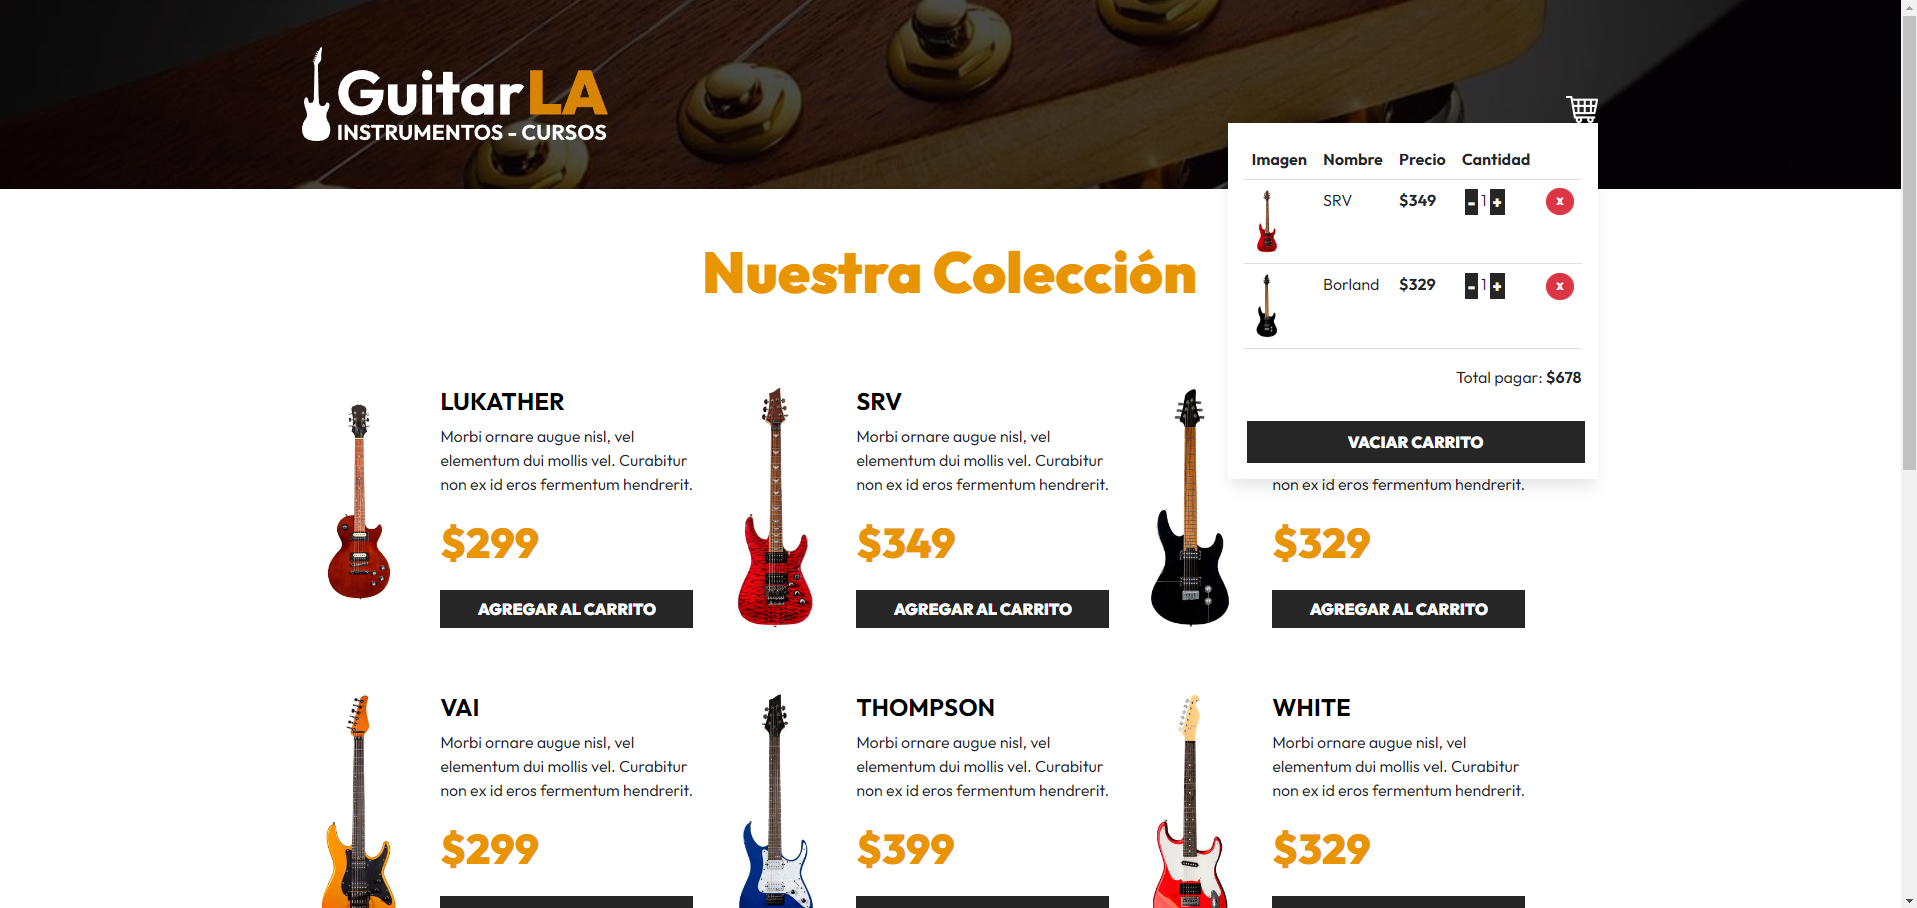 GuitarLA
INSTRUMENTOS - CURSOS
Imagen Nombre Precio Cantidad
SRV $349 - 1 + x
Borland $329 - 1 + x
Total pagar: $678
VACIAR CARRITO
Nuestra Colección
LUKATHER
Morbi ornare augue nisl, vel
elementum dui mollis vel. Curabitur
non ex id eros fermentum hendrerit.
$299
AGREGAR AL CARRITO
SRV
Morbi ornare augue nisl, vel
elementum dui mollis vel. Curabitur
non ex id eros fermentum hendrerit.
$349
AGREGAR AL CARRITO
non ex id eros fermentum hendrerit.
$329
AGREGAR AL CARRITO
VAI
Morbi ornare augue nisl, vel
elementum dui mollis vel. Curabitur
non ex id eros fermentum hendrerit.
$299
THOMPSON
Morbi ornare augue nisl, vel
elementum dui mollis vel. Curabitur
non ex id eros fermentum hendrerit.
$399
WHITE
Morbi ornare augue nisl, vel
elementum dui mollis vel. Curabitur
non ex id eros fermentum hendrerit.
$329